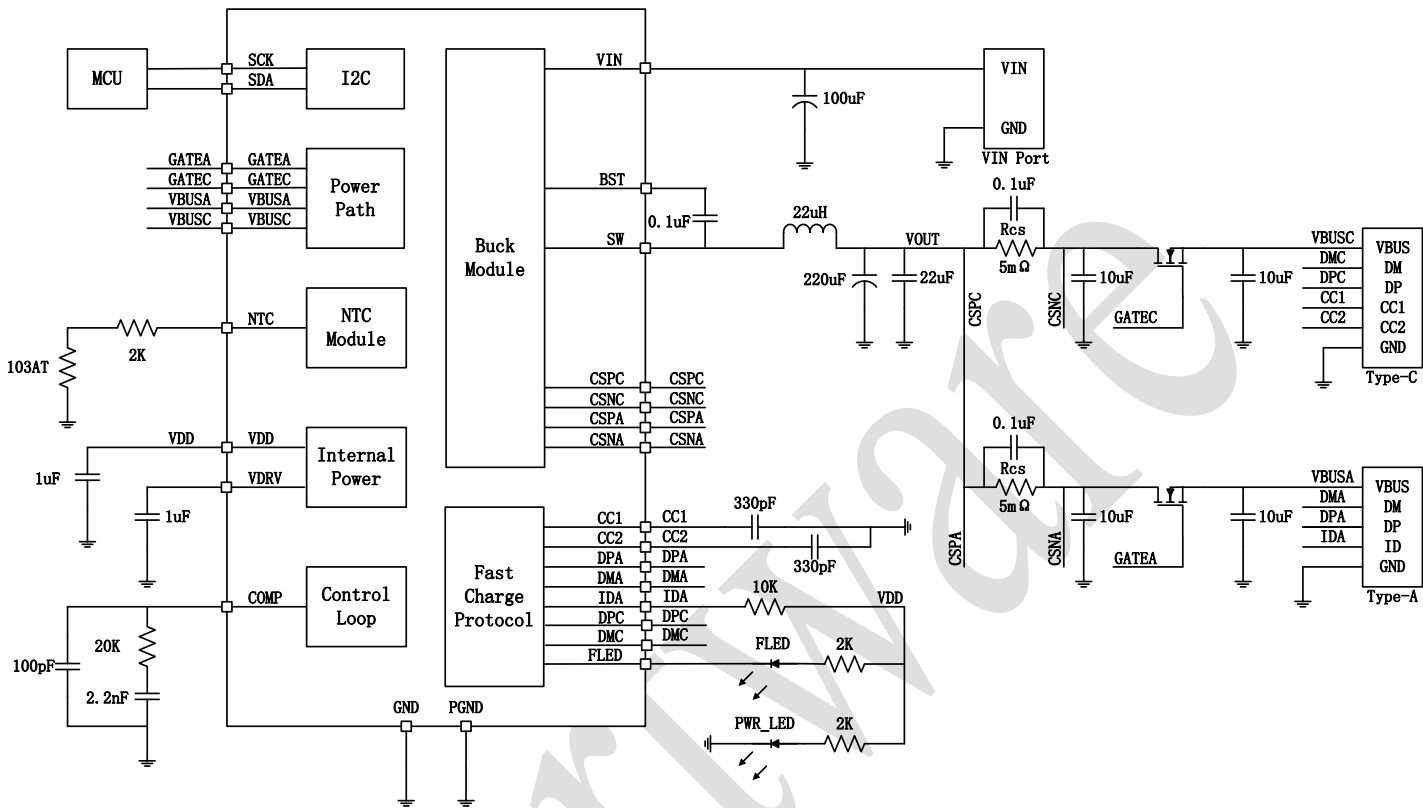 MCU
SCK
SDA
I2C
VIN
100uF
VIN
GND
VIN Port
GATEA
GATEC
VBUSA
VBUSC
GATEA
GATEC
VBUSA
VBUSC
Power
Path
Buck
Module
BST
0.1uF
SW
22uH
VOUT
220uF
22uF
0.1uF
Rcs
5mΩ
CSPC
CSNC
10uF
GATEC
10uF
VBUSC
DMC
DPC
CC1
CC2
VBUS
DM
DP
CC1
CC2
GND
Type-C
103AT
2K
NTC
NTC
Module
CSPC
CSNC
CSPA
CSNA
CSPC
CSNC
CSPA
CSNA
VDD
VDD
1uF
VDRV
1uF
Internal
Power
0.1uF
Rcs
5mΩ
CSPA
CSNA
10uF
GATEA
10uF
VBUSA
DMA
DPA
IDA
VBUS
DM
DP
ID
GND
Type-A
Fast
Charge
Protocol
CC1
CC2
DPA
DMA
IDA
DPC
DMC
FLED
CC1
CC2
DPA
DMA
IDA
DPC
DMC
330pF
330pF
10K
VDD
FLED
2K
PWR_LED
2K
COMP
Control
Loop
20K
100pF
2.2nF
GND
PGND
riware